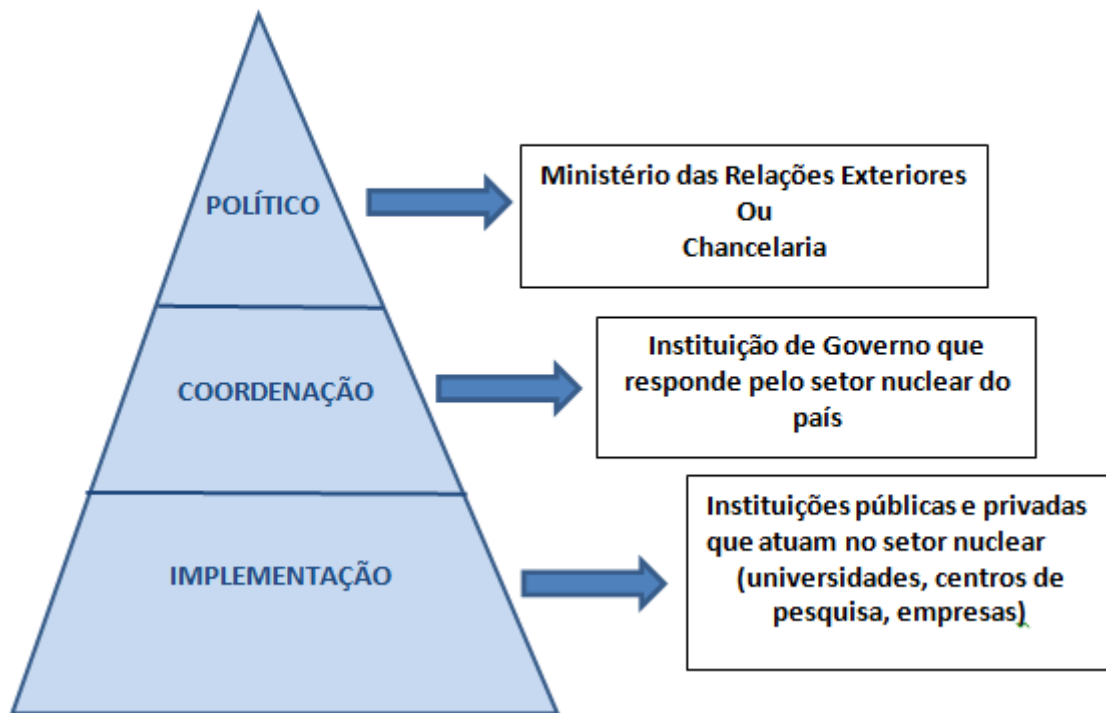 POLÍTICO
Ministério das Relações Exteriores
Ou
Chancelaria
COORDENAÇÃO
Instituição de Governo que
responde pelo setor nuclear do
país
IMPLEMENTAÇÃO
Instituições públicas e privadas
que atuam no setor nuclear
(universidades, centros de
pesquisa, empresas)